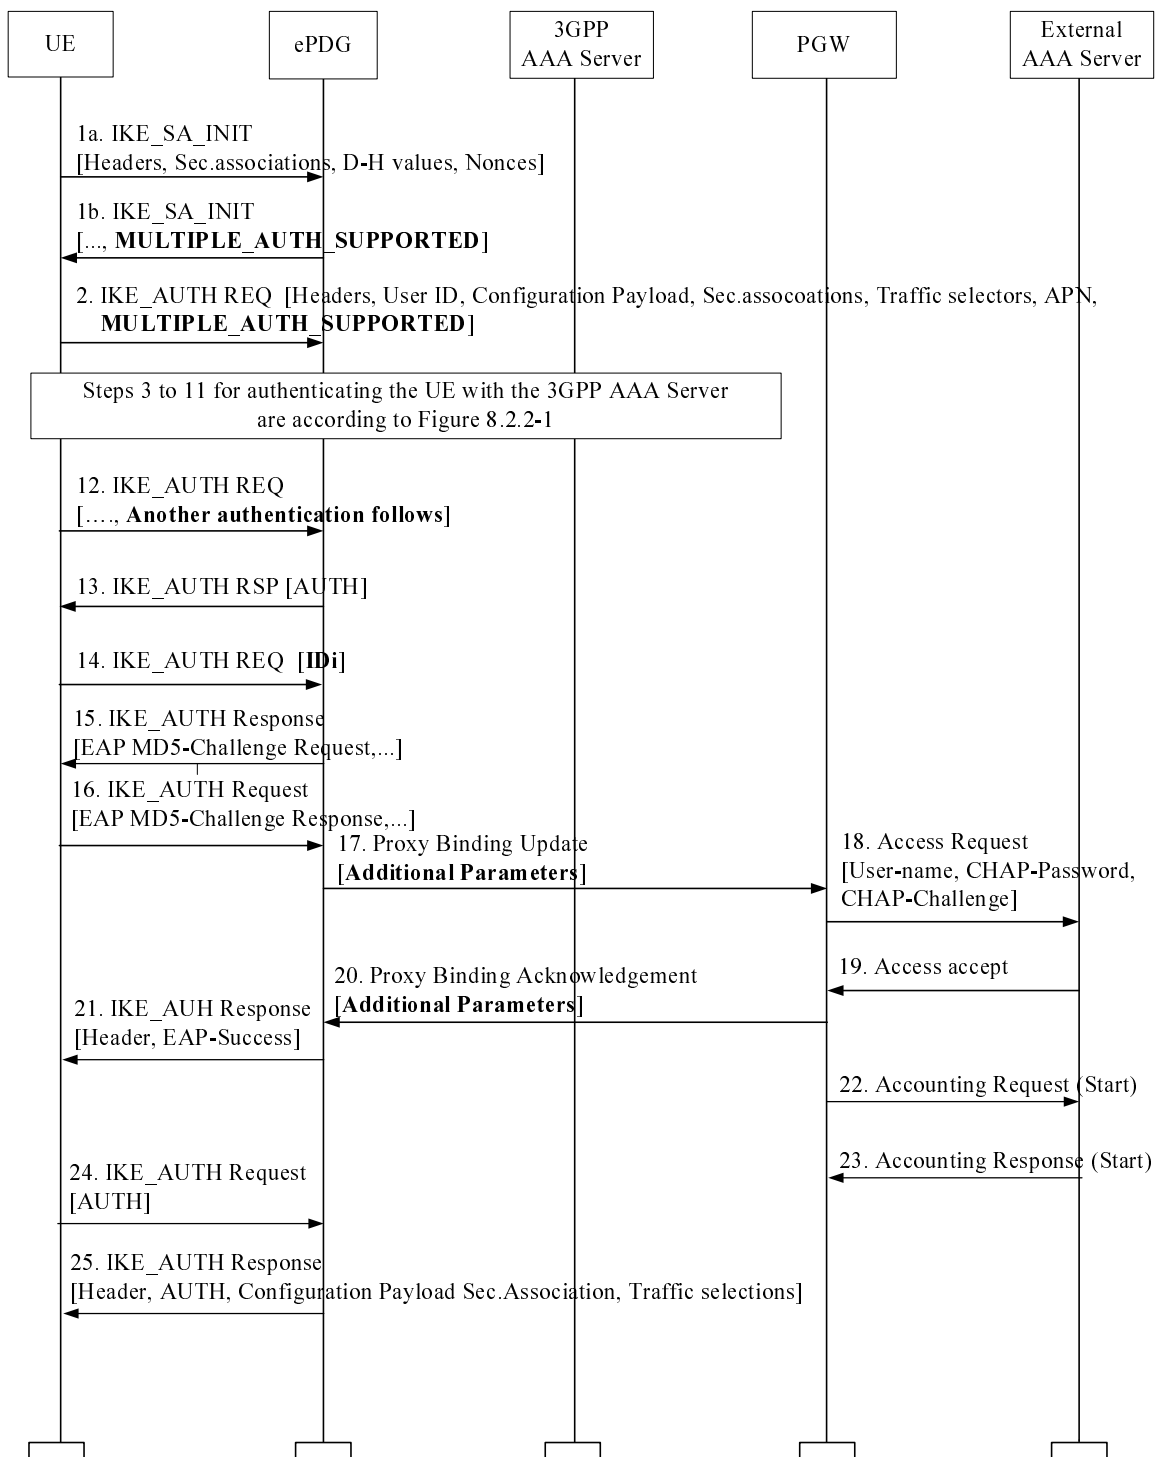 UE
ePDG
3GPP
AAA Server
PGW
External
AAA Server
1a. IKE_SA_INIT
[Headers, Sec.associations, D-H values, Nonces]
1b. IKE_SA_INIT
[..., MULTIPLE_AUTH_SUPPORTED]
2. IKE_AUTH REQ [Headers, User ID, Configuration Payload, Sec.assocoations, Traffic selectors, APN,
MULTIPLE_AUTH_SUPPORTED]
Steps 3 to 11 for authenticating the UE with the 3GPP AAA Server
are according to Figure 8.2.2-1
12. IKE_AUTH REQ
[...., Another authentication follows]
13. IKE_AUTH RSP [AUTH]
14. IKE_AUTH REQ [IDi]
15. IKE_AUTH Response
[EAP MD5-Challenge Request,...]
16. IKE_AUTH Request
[EAP MD5-Challenge Response,...]
17. Proxy Binding Update
[Additional Parameters]
18. Access Request
[User-name, CHAP-Password,
CHAP-Challenge]
19. Access accept
20. Proxy Binding Acknowledgement
[Additional Parameters]
21. IKE_AUH Response
[Header, EAP-Success]
22. Accounting Request (Start)
23. Accounting Response (Start)
24. IKE_AUTH Request
[AUTH]
25. IKE_AUTH Response
[Header, AUTH, Configuration Payload Sec.Association, Traffic selections]